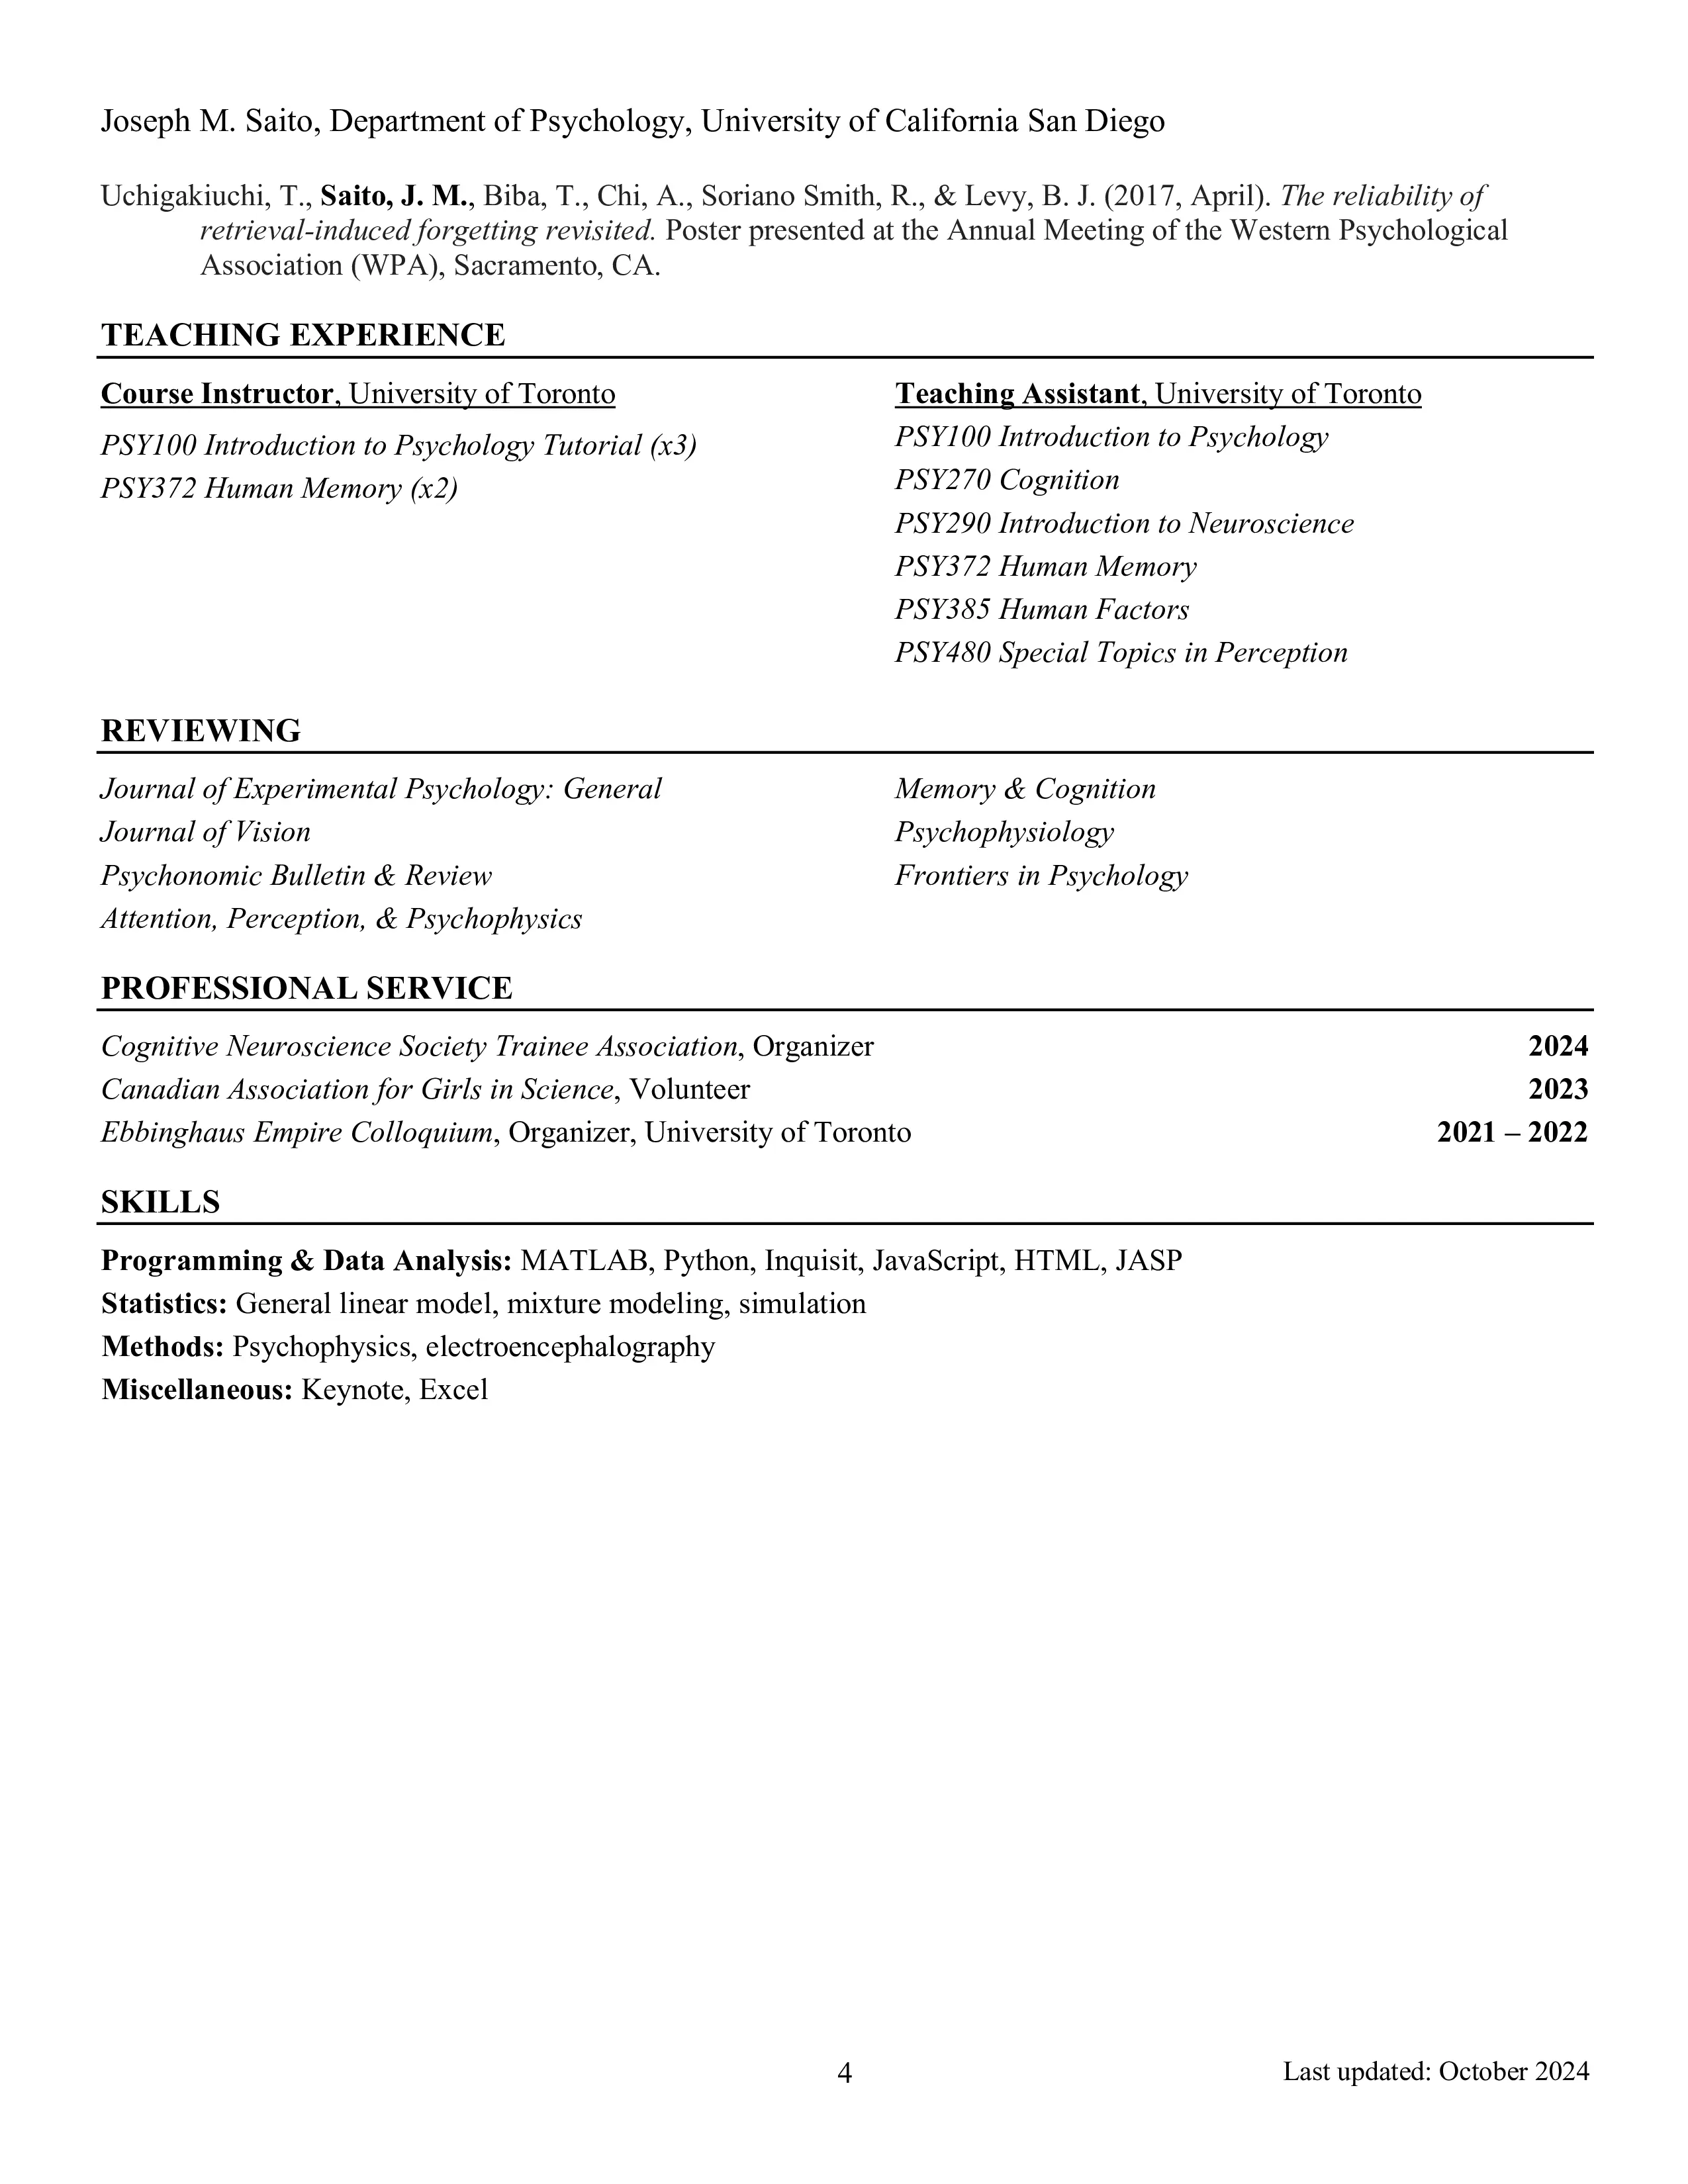 Joseph M. Saito, Department of Psychology, University of California San Diego
Uchigakiuchi, T., Saito, J. M., Biba, T., Chi, A., Soriano Smith, R., & Levy, B. J. (2017, April). The reliability of
retrieval-induced forgetting revisited. Poster presented at the Annual Meeting of the Western Psychological
Association (WPA), Sacramento, CA.
TEACHING EXPERIENCE
Course Instructor, University of Toronto
PSY100 Introduction to Psychology Tutorial (x3)
PSY372 Human Memory (x2)
Teaching Assistant, University of Toronto
PSY100 Introduction to Psychology
PSY270 Cognition
PSY290 Introduction to Neuroscience
PSY372 Human Memory
PSY385 Human Factors
PSY480 Special Topics in Perception
REVIEWING
Journal of Experimental Psychology: General
Journal of Vision
Psychonomic Bulletin & Review
Attention, Perception, & Psychophysics
Memory & Cognition
Psychophysiology
Frontiers in Psychology
PROFESSIONAL SERVICE
Cognitive Neuroscience Society Trainee Association, Organizer 2024
Canadian Association for Girls in Science, Volunteer 2023
Ebbinghaus Empire Colloquium, Organizer, University of Toronto 2021 – 2022
SKILLS
Programming & Data Analysis: MATLAB, Python, Inquisit, JavaScript, HTML, JASP
Statistics: General linear model, mixture modeling, simulation
Methods: Psychophysics, electroencephalography
Miscellaneous: Keynote, Excel
4
Last updated: October 2024